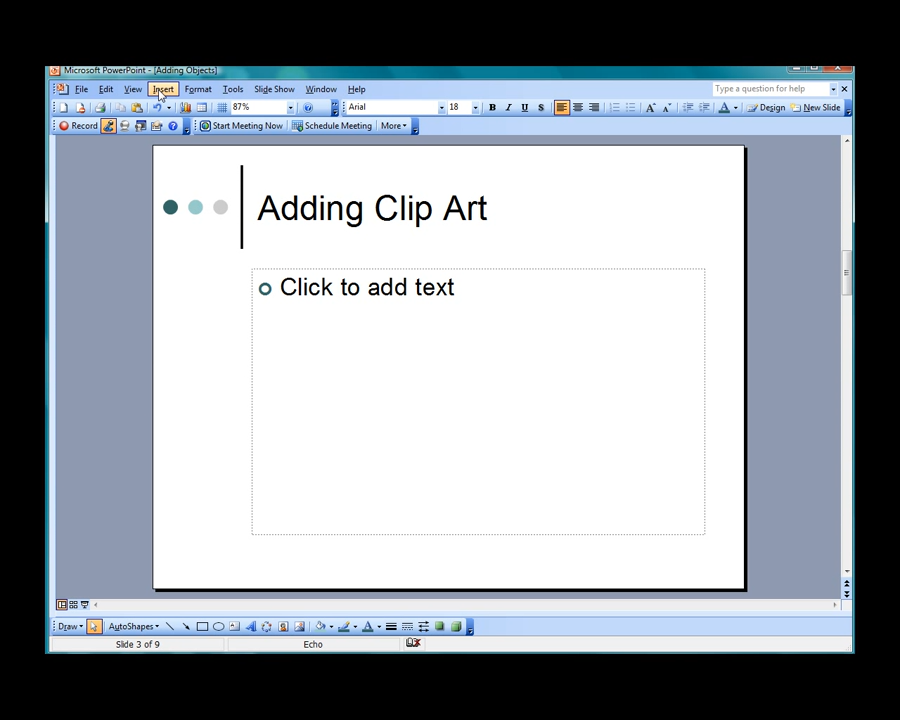 Microsoft PowerPoint - [Adding Objects]
File Edit View Insert Format Tools Slide Show Window Help Type a question for help
87% Arial 18 B I U S A A A Design New Slide
Record Start Meeting Now Schedule Meeting More
Adding Clip Art
Click to add text
Draw AutoShapes A A
Slide 3 of 9 Echo